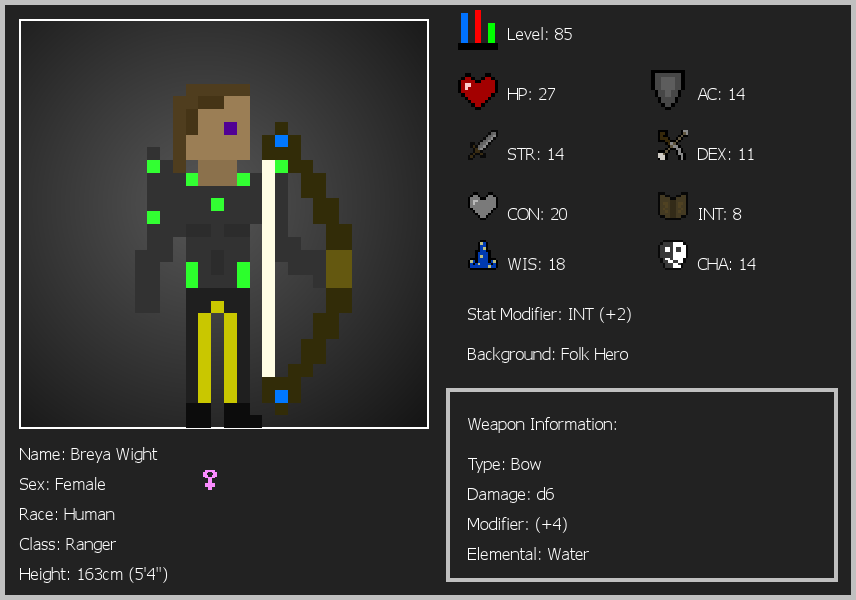 Level: 85
HP: 27
AC: 14
STR: 14
DEX: 11
CON: 20
INT: 8
WIS: 18
CHA: 14
Stat Modifier: INT (+2)
Background: Folk Hero
Weapon Information:
Type: Bow
Damage: d6
Modifier: (+4)
Elemental: Water
Name: Breya Wight
Sex: Female
Race: Human
Class: Ranger
Height: 163cm (5'4")